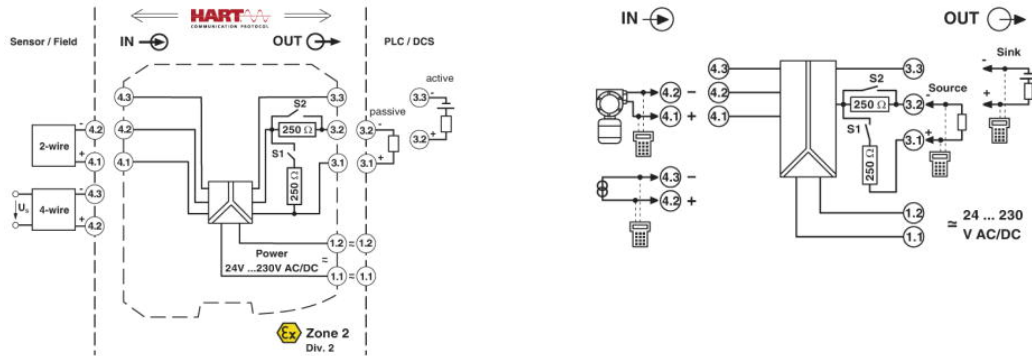 HART
COMMUNICATION PROTOCOL
Sensor / Field
IN
OUT
PLC / DCS
4.3
4.2
4.1
2-wire
-
4.2
+
4.1
4-wire
-
4.3
+
4.2
S2
250 Ω
S1
250 Ω
3.3
3.2
3.1
passive
-
3.2
+
3.1
active
3.3
-
+
3.2
Power
24V ...230V AC/DC
≂
1.2 ≈ 1.2
1.1 ≈ 1.1
Ex Zone 2
Div. 2
IN
OUT
4.2 −
4.1 +
4.3 −
4.2 +
4.3
4.2
4.1
S2
250 Ω
S1
250 Ω
3.3
3.2
3.1
Source
-
+
Sink
-
+
1.2
1.1
≂ 24 ... 230
V AC/DC